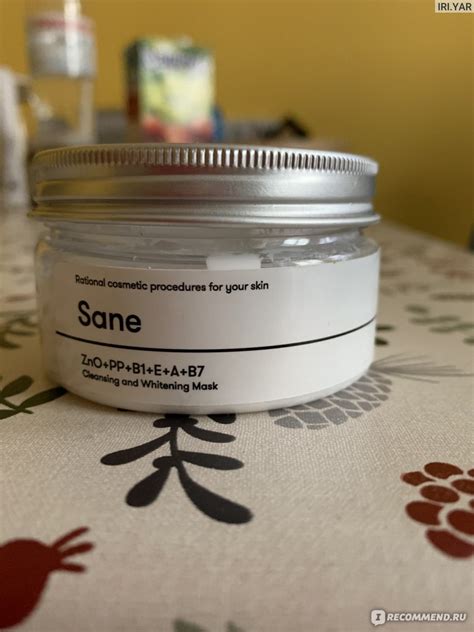 IRI.YAR
Rational cosmetic procedures for your skin
Sane
ZnO+PP+B1+E+A+B7
Cleansing and Whitening Mask
I RECOMMEND.RU